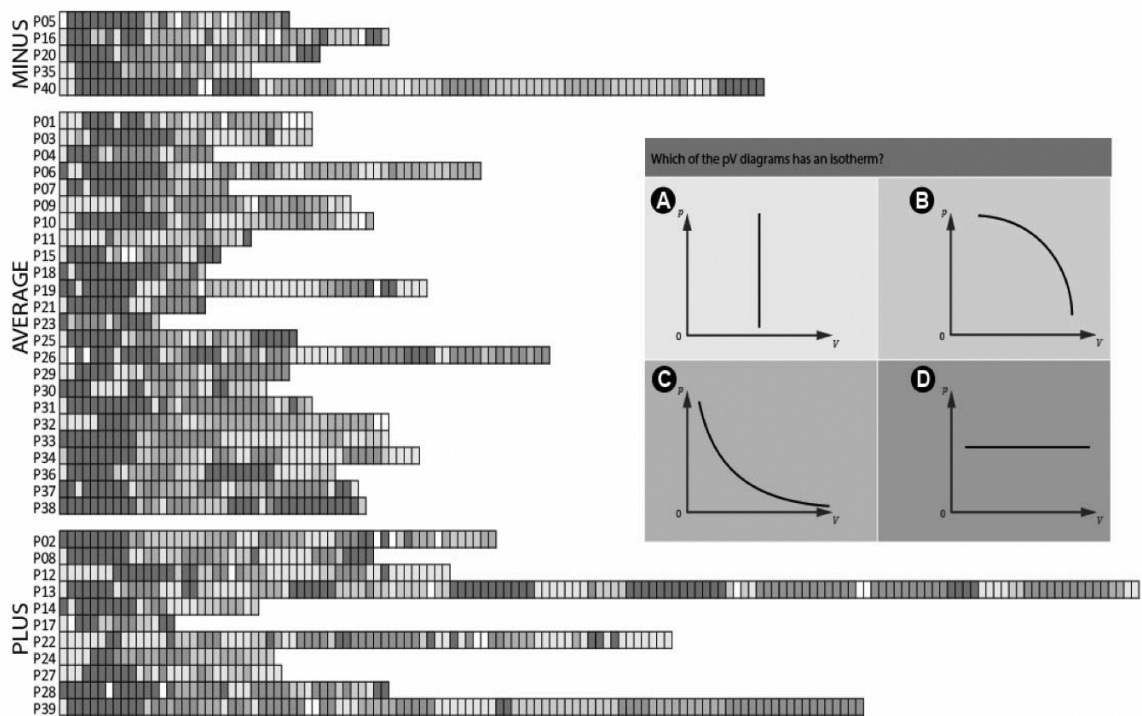 MINUS
P05
P16
P20
P35
P40
AVERAGE
P01
P03
P04
P06
P07
P09
P10
P11
P15
P18
P19
P21
P23
P25
P26
P29
P30
P31
P32
P33
P34
P36
P37
P38
PLUS
P02
P08
P12
P13
P14
P17
P22
P24
P27
P28
P39
Which of the pV diagrams has an isotherm?
A
P
0
V
B
P
0
V
C
P
0
V
D
P
0
V